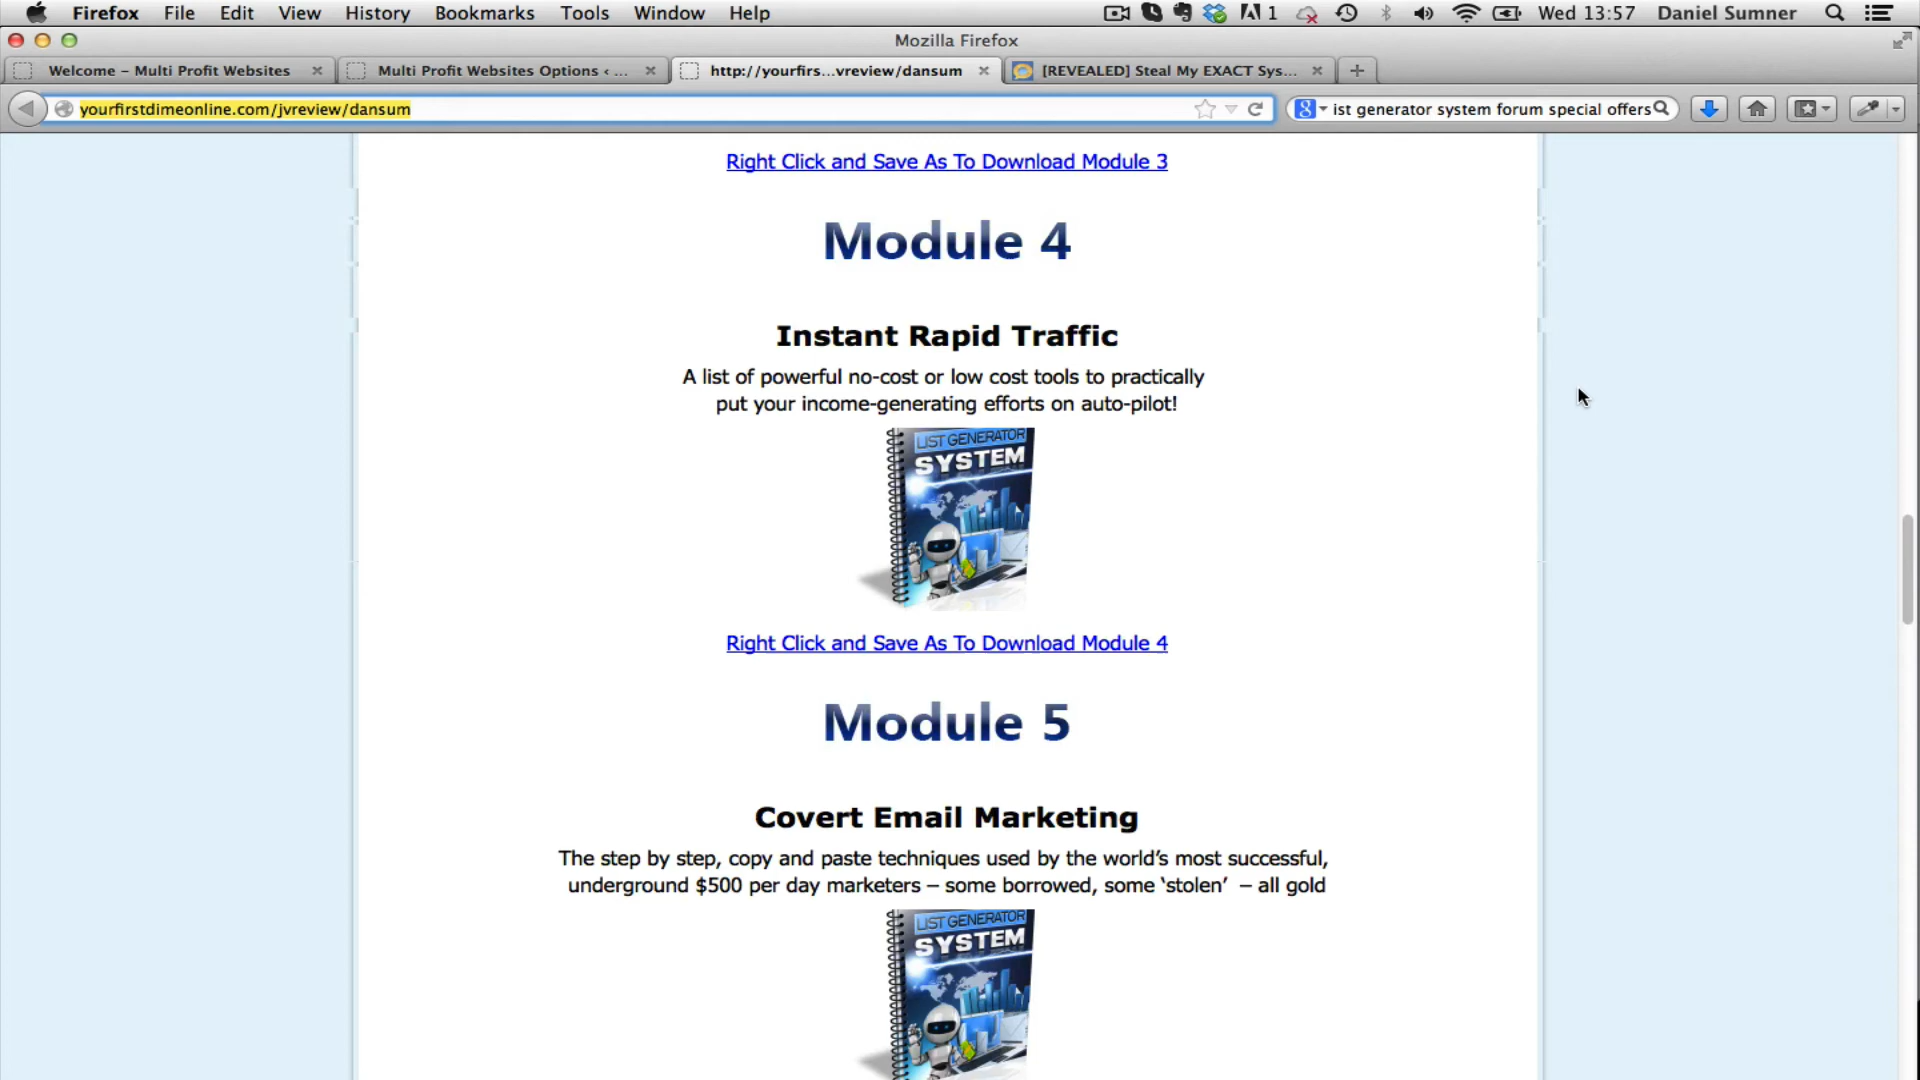 Firefox File Edit View History Bookmarks Tools Window Help 1 Wed 13:57 Daniel Sumner
Mozilla Firefox
Welcome – Multi Profit Websites Multi Profit Websites Options ‹ ... http://yourfirs...vreview/dansum [REVEALED] Steal My EXACT Sys...
yourfirstdimeonline.com/jvreview/dansum ist generator system forum special offers
Right Click and Save As To Download Module 3
Module 4
Instant Rapid Traffic
A list of powerful no-cost or low cost tools to practically
put your income-generating efforts on auto-pilot!
LIST GENERATOR
SYSTEM
Right Click and Save As To Download Module 4
Module 5
Covert Email Marketing
The step by step, copy and paste techniques used by the world’s most successful,
underground $500 per day marketers – some borrowed, some ‘stolen’ – all gold
LIST GENERATOR
SYSTEM